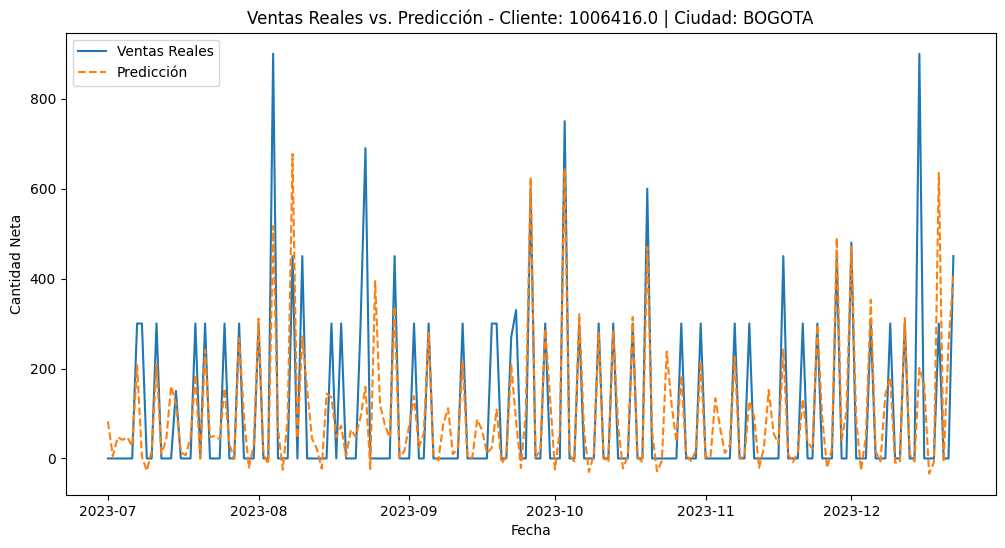 Ventas Reales vs. Predicción - Cliente: 1006416.0 | Ciudad: BOGOTA
Ventas Reales
Predicción
Cantidad Neta
800
600
400
200
0
2023-07
2023-08
2023-09
2023-10
2023-11
2023-12
Fecha